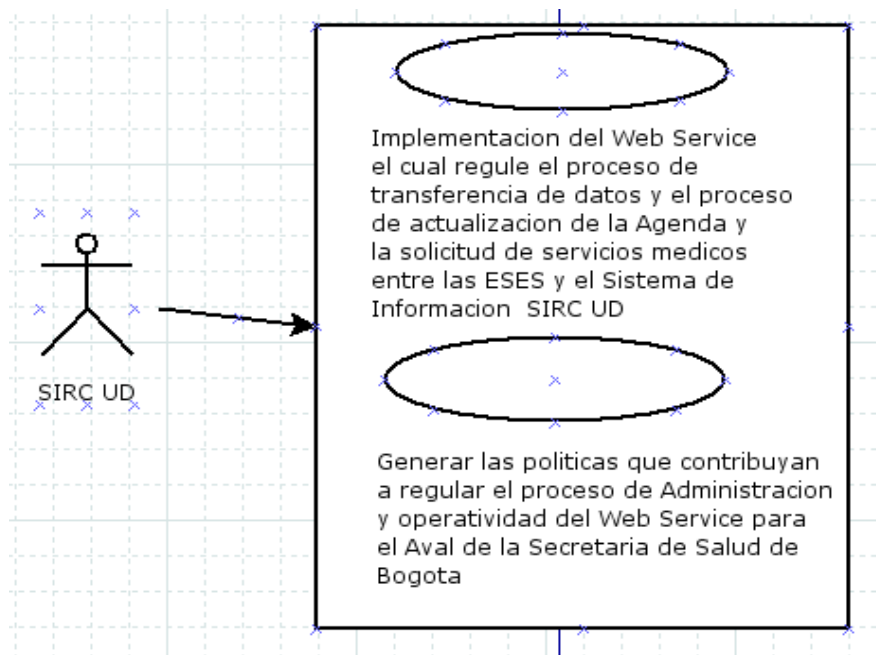 Implementacion del Web Service
el cual regule el proceso de
transferencia de datos y el proceso
de actualizacion de la Agenda y
la solicitud de servicios medicos
entre las ESES y el Sistema de
Informacion SIRC UD
SIRC UD
Generar las politicas que contribuyan
a regular el proceso de Administracion
y operatividad del Web Service para
el Aval de la Secretaria de Salud de
Bogota